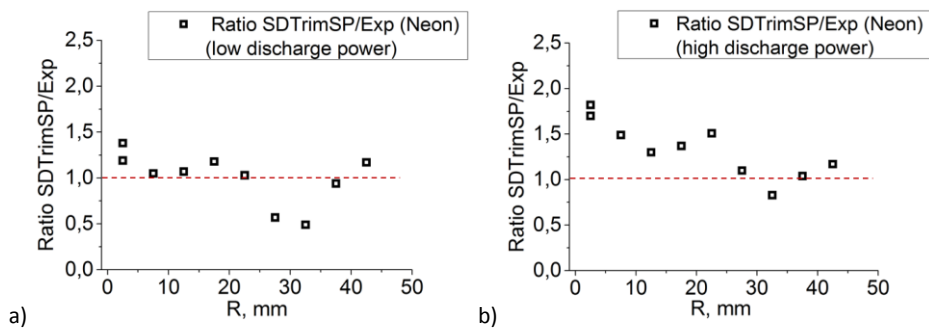 Ratio SDTrimSP/Exp (Neon)
(low discharge power)
2,5
2,0
1,5
1,0
0,5
0,0
Ratio SDTrimSP/Exp
0
10
20
30
40
50
R, mm
a)
Ratio SDTrimSP/Exp (Neon)
(high discharge power)
2,5
2,0
1,5
1,0
0,5
0,0
Ratio SDTrimSP/Exp
0
10
20
30
40
50
R, mm
b)